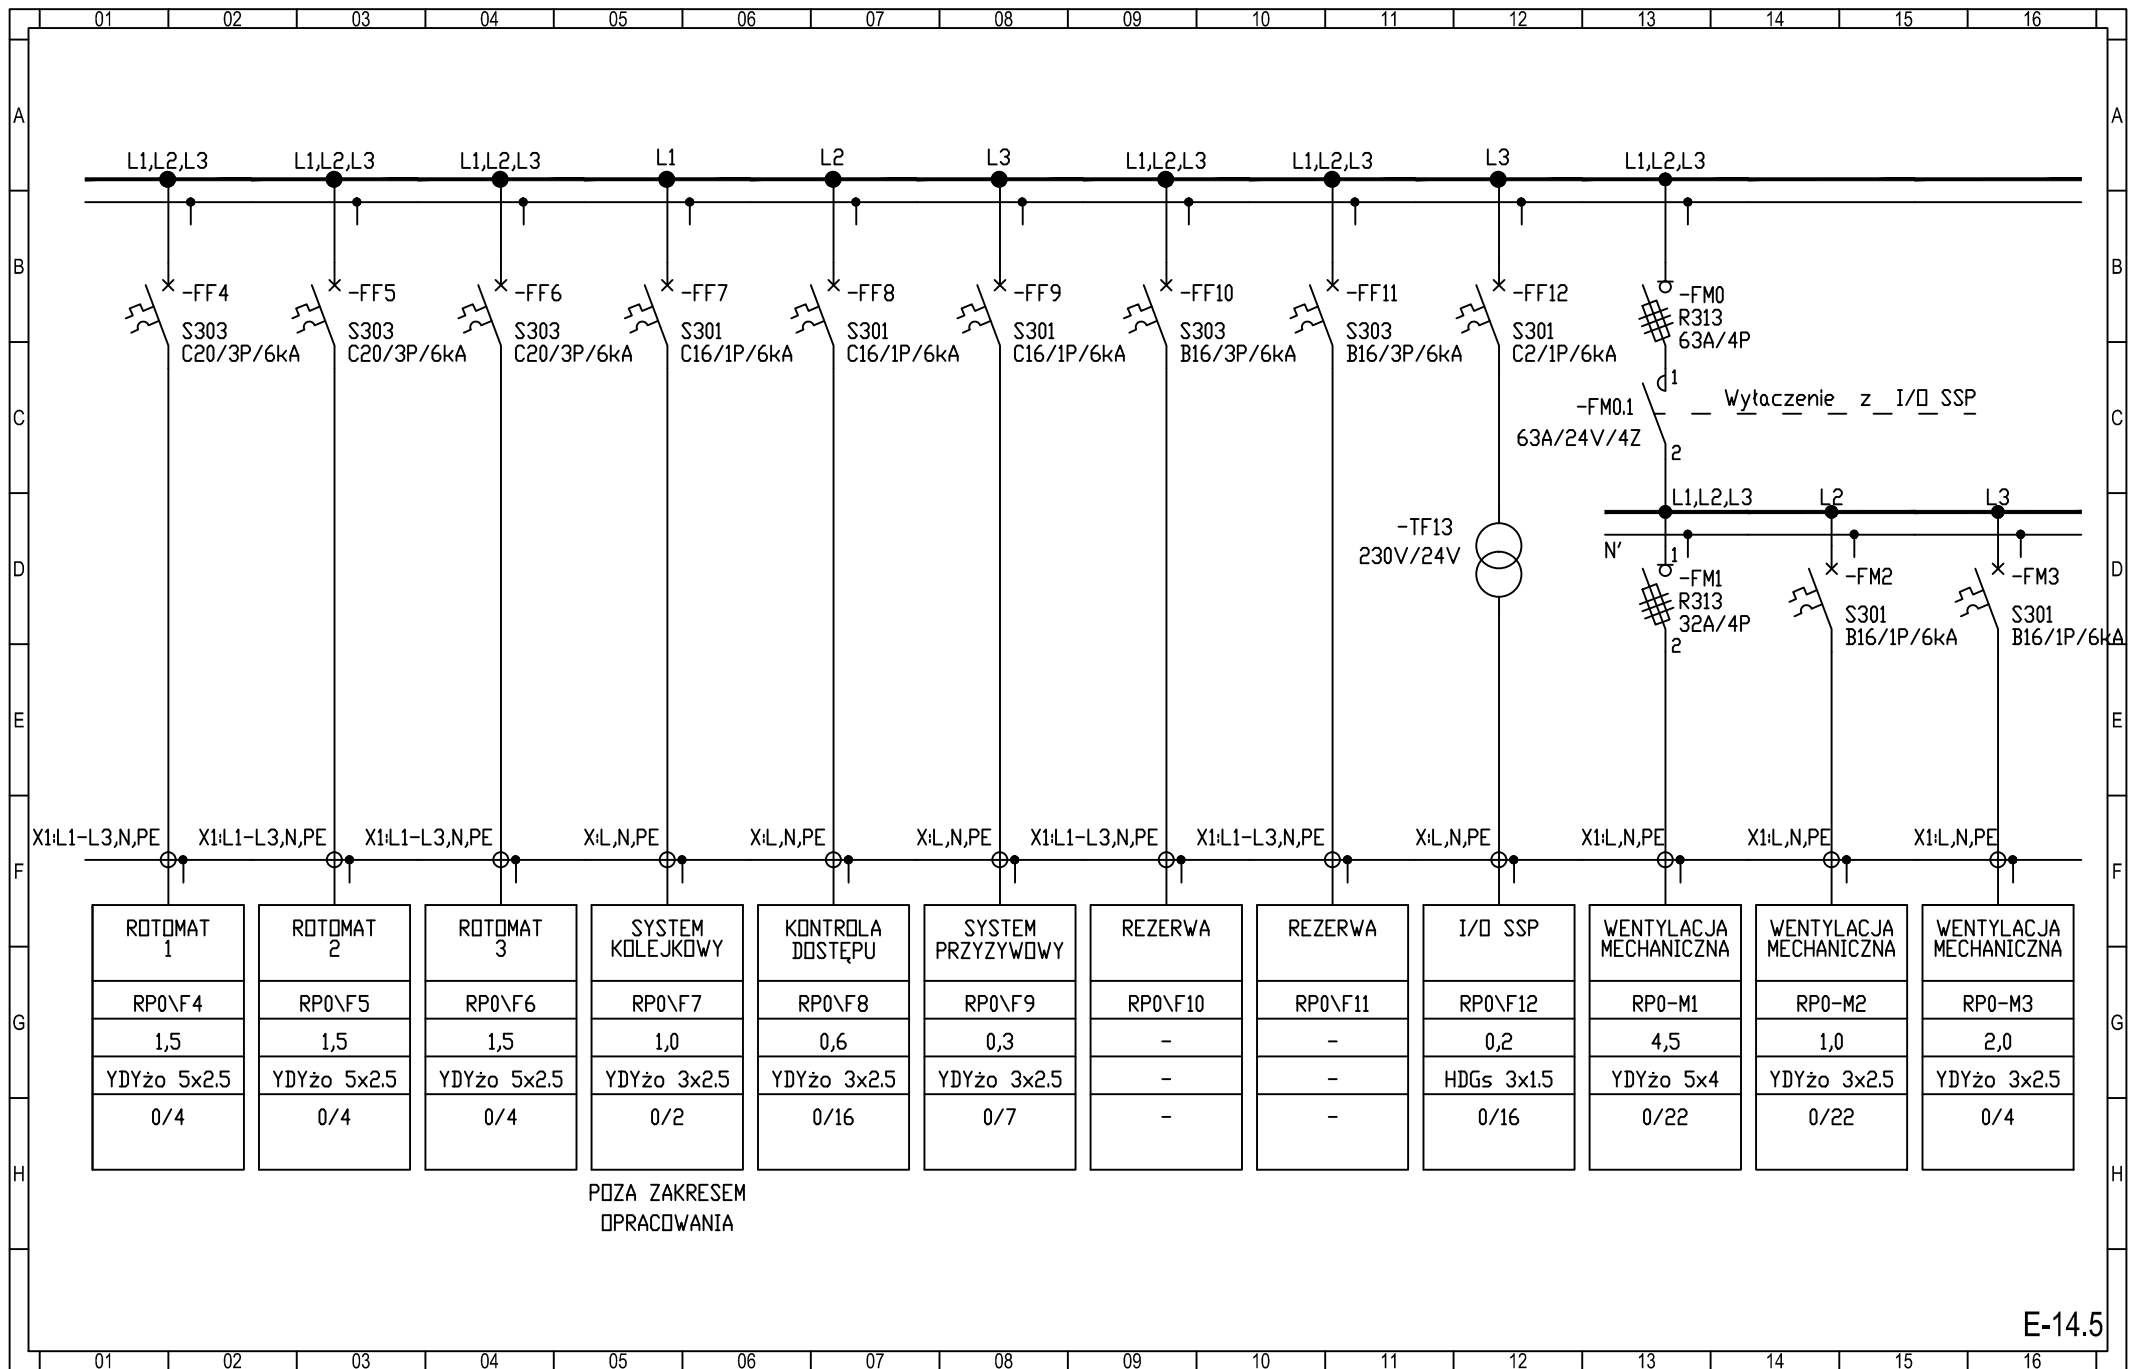 01 02 03 04 05 06 07 08 09 10 11 12 13 14 15 16
A A
L1,L2,L3 L1,L2,L3 L1,L2,L3 L1 L2 L3 L1,L2,L3 L1,L2,L3 L3 L1,L2,L3
B B
-FF4 -FF5 -FF6 -FF7 -FF8 -FF9 -FF10 -FF11 -FF12 -FM0
S303 S303 S303 S301 S301 S301 S303 S303 S301 R313
C20/3P/6kA C20/3P/6kA C20/3P/6kA C16/1P/6kA C16/1P/6kA C16/1P/6kA B16/3P/6kA B16/3P/6kA C2/1P/6kA 63A/4P
1
-FM0.1 Wyłaczenie z I/O SSP
C C
63A/24V/4Z
2
L1,L2,L3 L2 L3
-TF13
230V/24V
N' 1
D D
-FM1 -FM2 -FM3
R313 S301 S301
32A/4P B16/1P/6kA B16/1P/6kA
2
E E
X1:L1-L3,N,PE X1:L1-L3,N,PE X1:L1-L3,N,PE X:L,N,PE X:L,N,PE X:L,N,PE X1:L1-L3,N,PE X1:L1-L3,N,PE X:L,N,PE X1:L,N,PE X1:L,N,PE X1:L,N,PE
F F
ROTOMAT ROTOMAT ROTOMAT SYSTEM KONTROLA SYSTEM REZERWA REZERWA I/O SSP WENTYLACJA WENTYLACJA WENTYLACJA
1 2 3 KOLEJKOWY DOSTĘPU PRZYZYWOWY MECHANICZNA MECHANICZNA MECHANICZNA
RP0\F4 RP0\F5 RP0\F6 RP0\F7 RP0\F8 RP0\F9 RP0\F10 RP0\F11 RP0\F12 RP0-M1 RP0-M2 RP0-M3
G G
1,5 1,5 1,5 1,0 0,6 0,3 - - 0,2 4,5 1,0 2,0
YDYżo 5x2.5 YDYżo 5x2.5 YDYżo 5x2.5 YDYżo 3x2.5 YDYżo 3x2.5 YDYżo 3x2.5 - - HDGs 3x1.5 YDYżo 5x4 YDYżo 3x2.5 YDYżo 3x2.5
0/4 0/4 0/4 0/2 0/16 0/7 - - 0/16 0/22 0/22 0/4
H H
POZA ZAKRESEM
OPRACOWANIA
E-14.5
01 02 03 04 05 06 07 08 09 10 11 12 13 14 15 16